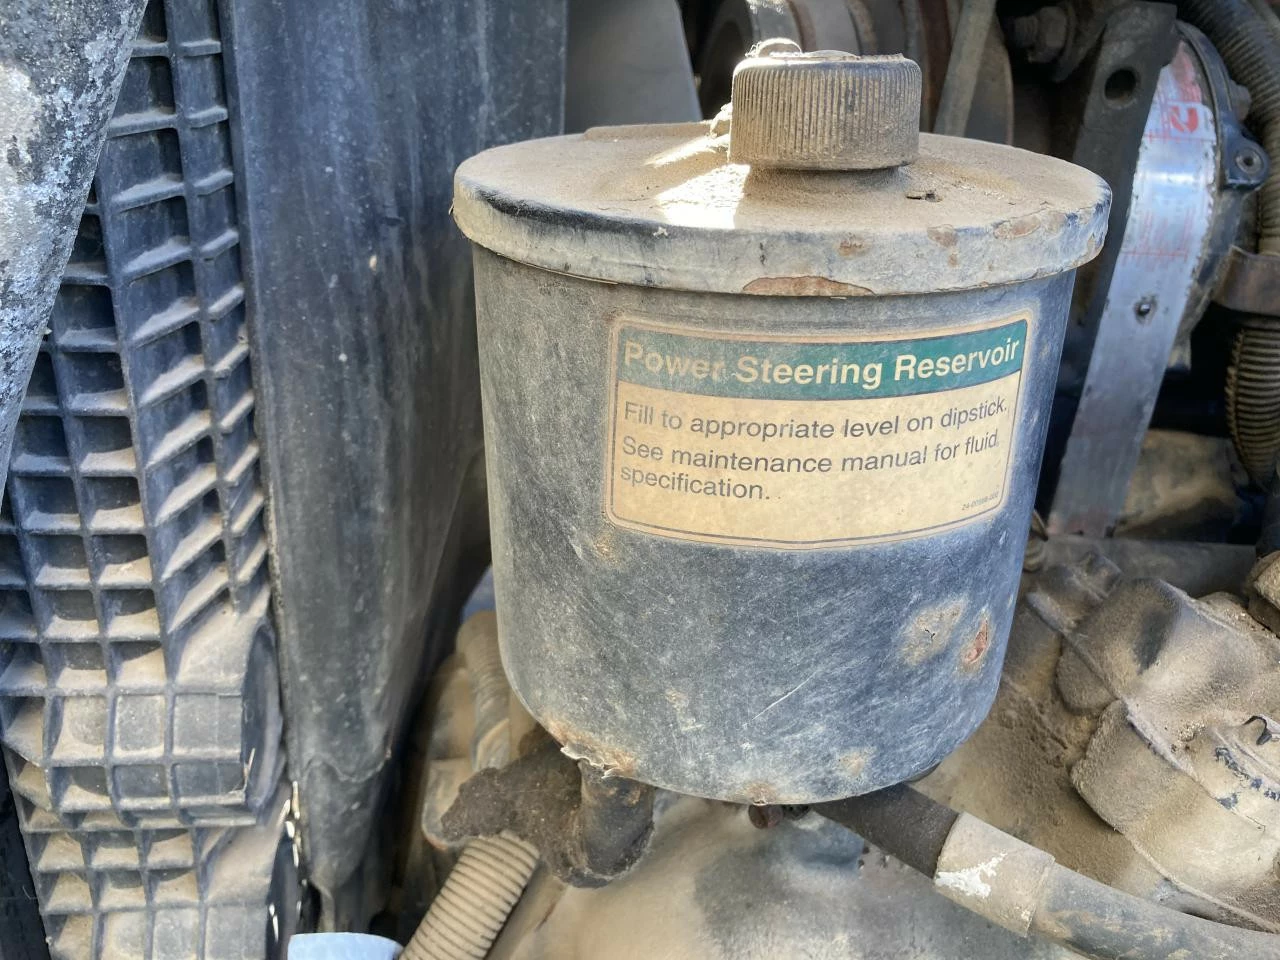 Power Steering Reservoir
Fill to appropriate level on dipstick.
See maintenance manual for fluid
specification.